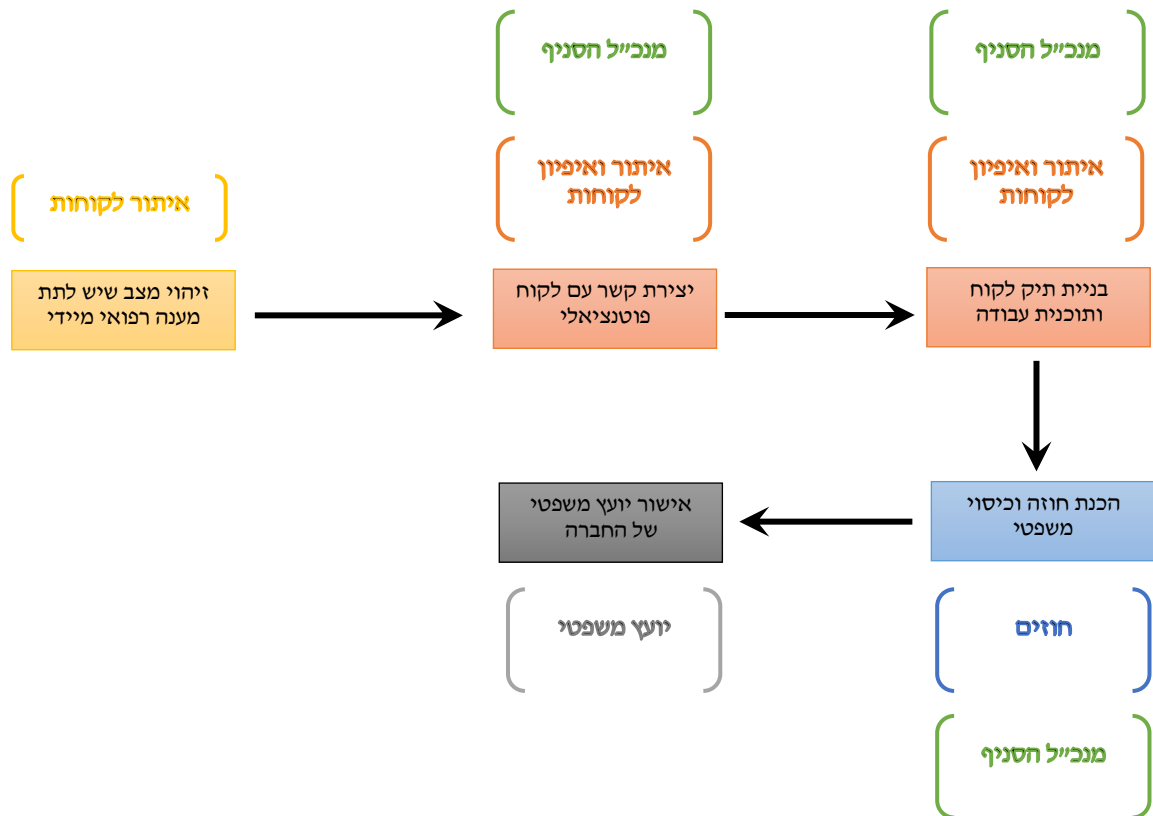 מנכ״ל הסניף
מנכ״ל הסניף
איתור ואיפיון
לקוחות
איתור ואיפיון
לקוחות
איתור לקוחות
זיהוי מצב שיש לתת
מענה רפואי מיידי
יצירת קשר עם לקוח
פוטנציאלי
בניית תיק לקוח
ותוכנית עבודה
הכנת חוזה וכיסוי
משפטי
אישור יועץ משפטי
של החברה
חוזים
יועץ משפטי
מנכ״ל הסניף